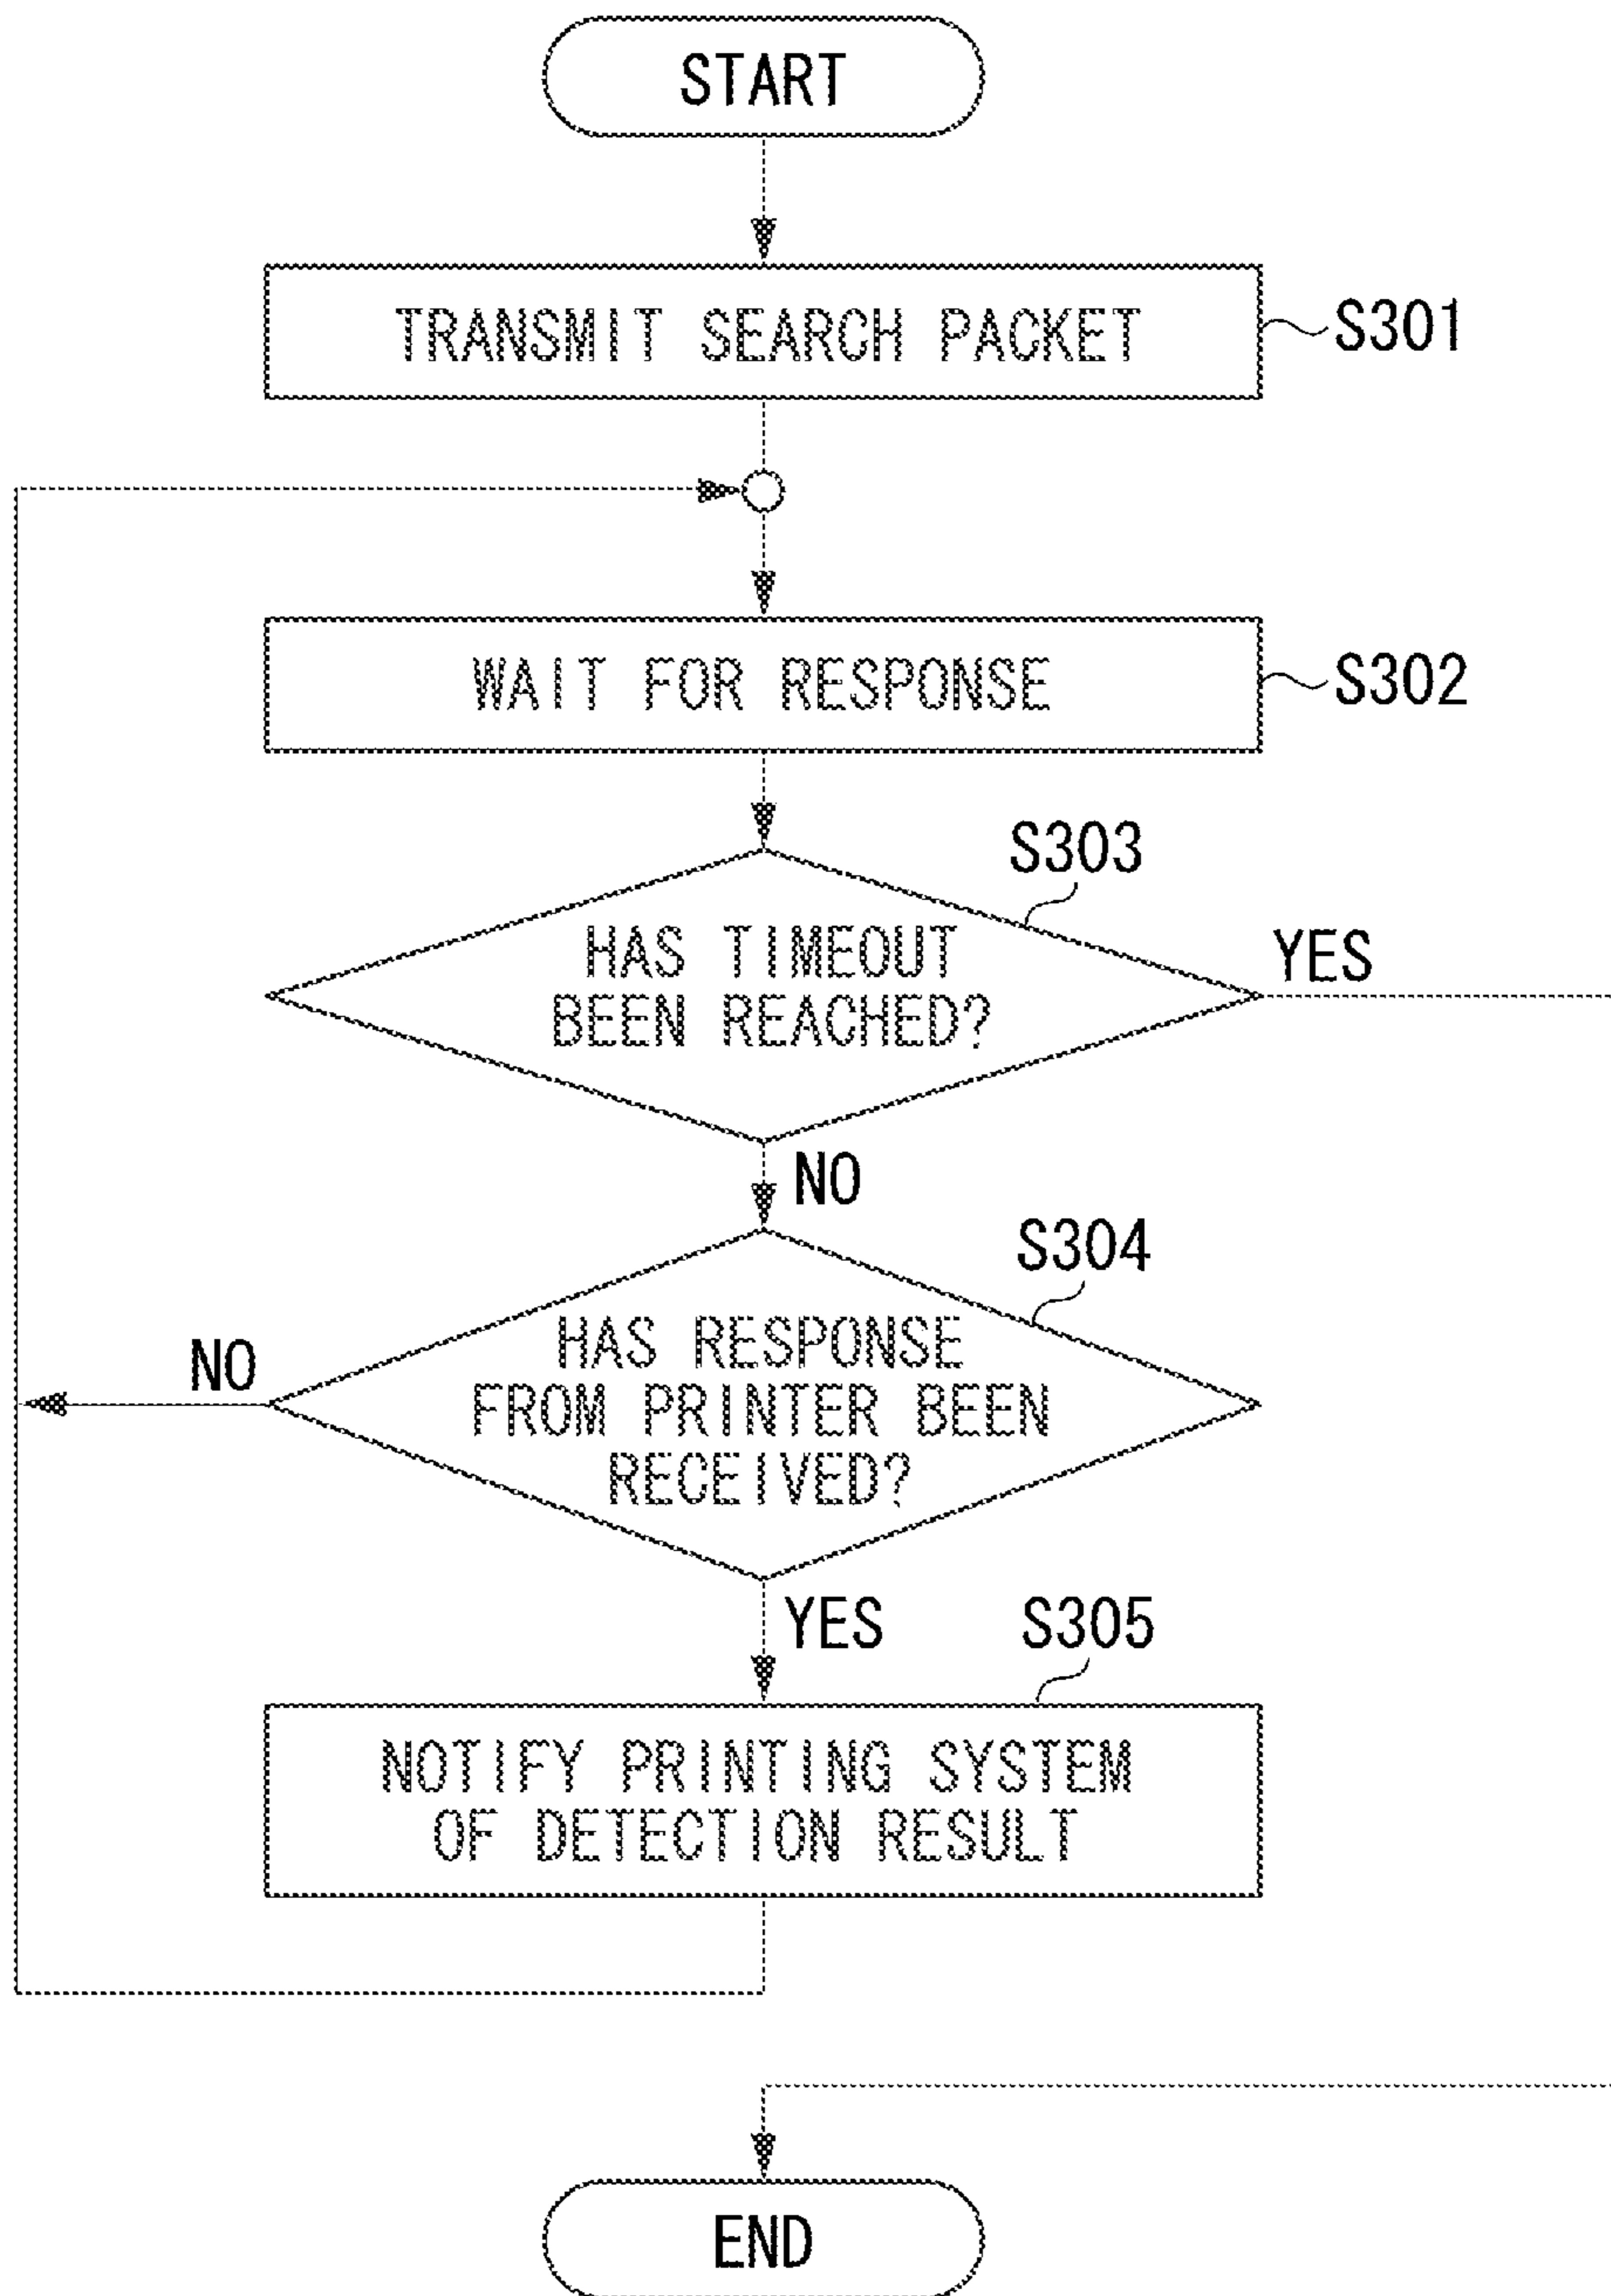 START
TRANSMIT SEARCH PACKET
S301
WAIT FOR RESPONSE
S302
S303
HAS TIMEOUT
BEEN REACHED?
YES
NO
S304
HAS RESPONSE
FROM PRINTER BEEN
RECEIVED?
NO
YES
S305
NOTIFY PRINTING SYSTEM
OF DETECTION RESULT
END